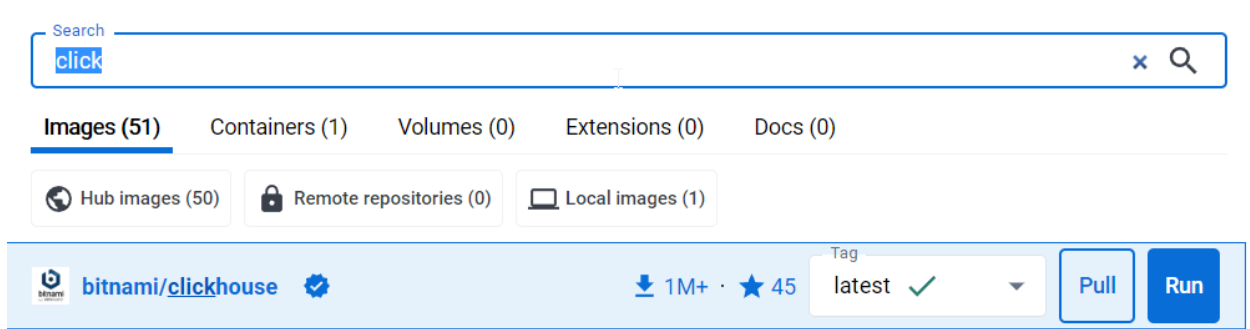 Search
click
Images (51) Containers (1) Volumes (0) Extensions (0) Docs (0)
Hub images (50) Remote repositories (0) Local images (1)
Tag
bitnami/clickhouse 1M+ · 45 latest Pull Run
bitnami